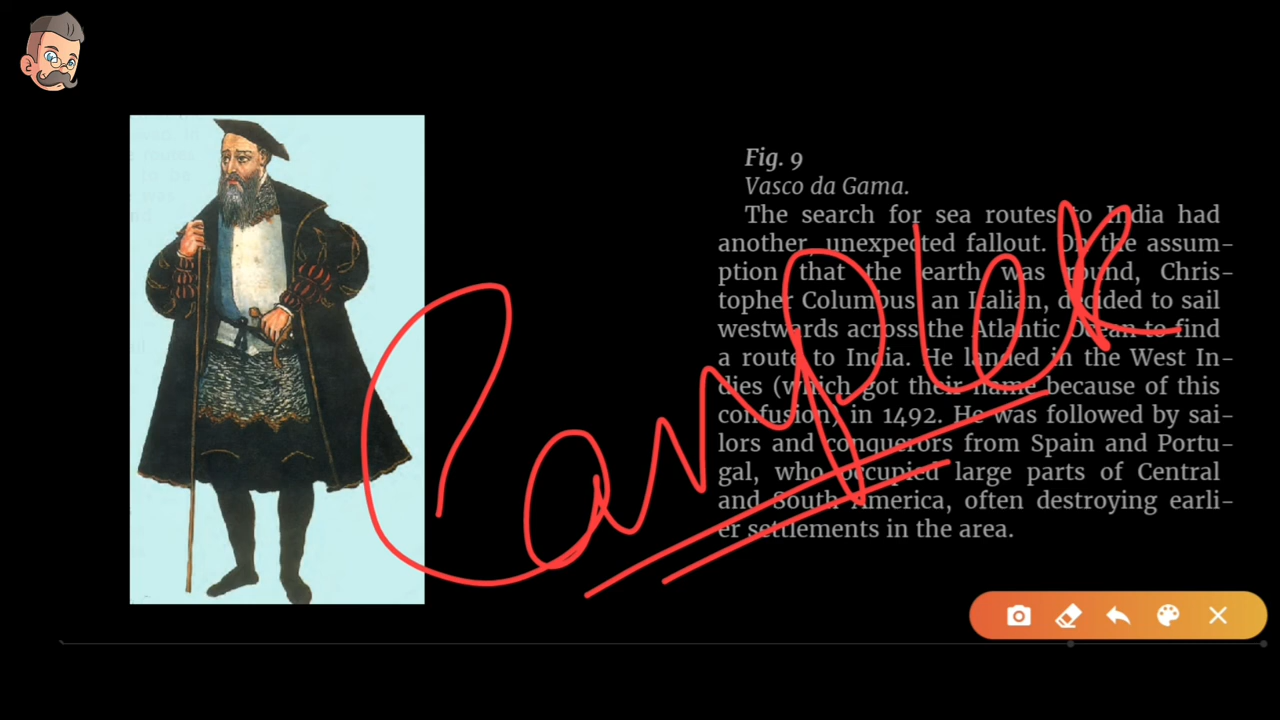 Fig. 9
Vasco da Gama.
The search for sea routes to India had
another, unexpected fallout. On the assum-
ption that the earth was round, Chris-
topher Columbus, an Italian, decided to sail
westwards across the Atlantic Ocean to find
a route to India. He landed in the West In-
dies (which got their name because of this
confusion) in 1492. He was followed by sai-
lors and conquerors from Spain and Portu-
gal, who occupied large parts of Central
and South America, often destroying earli-
er settlements in the area.